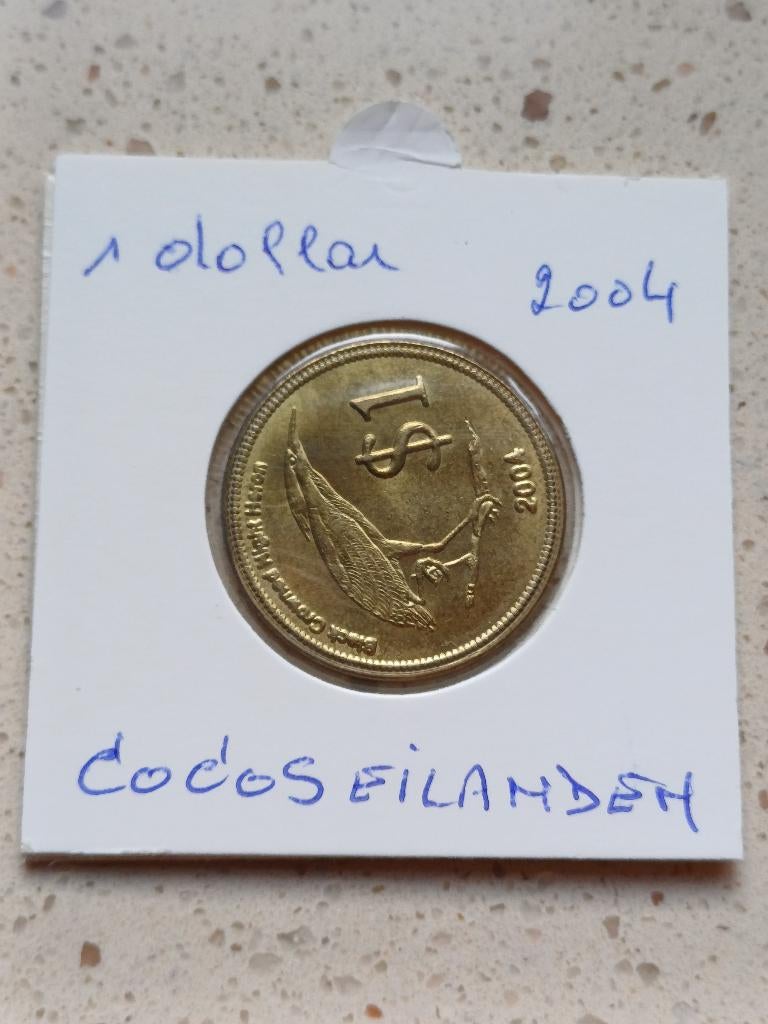 1 dollar
2004
$1
2004
Black Crowned Night Heron
COCOS EILANDEN